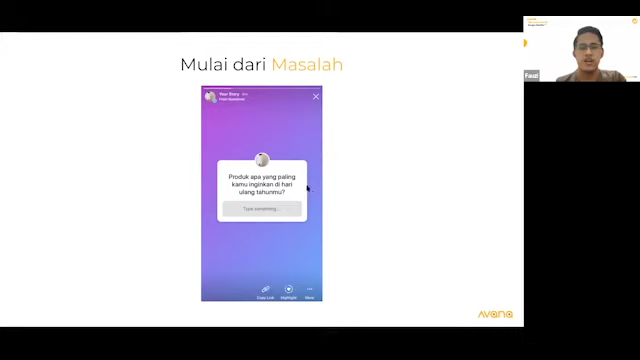 Mulai dari Masalah
Your Story
Produk apa yang paling
kamu inginkan di hari
ulang tahunmu?
Type something...
Copy Link
Highlight
More
AVANA
Fauzi